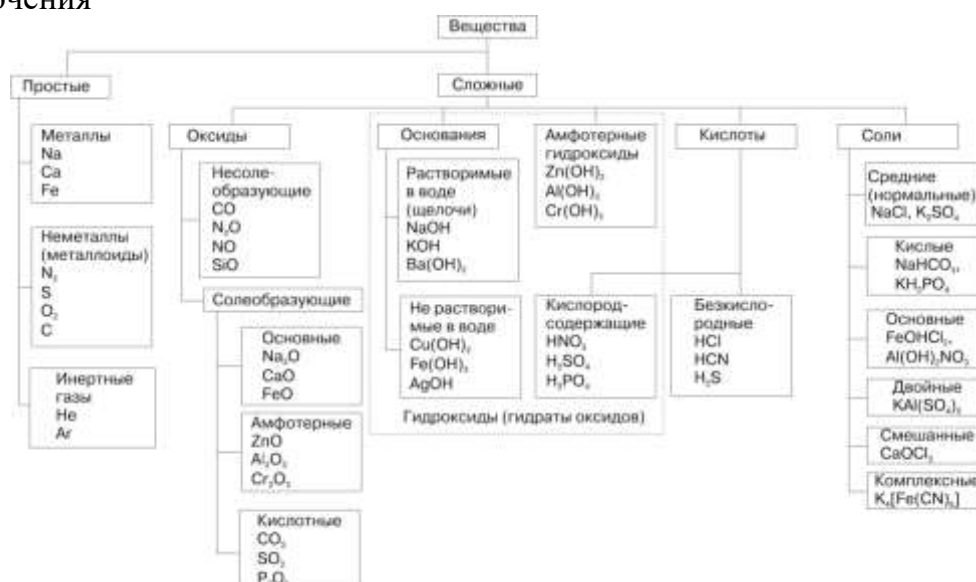 Вещества
Простые
Сложные
Металлы
Na
Ca
Fe
Неметаллы
(металлоиды)
N₂
S
O₂
C
Инертные
газы
He
Ar
Оксиды
Несоле-
образующие
CO
N₂O
NO
SiO
Солеобразующие
Основные
Na₂O
CaO
FeO
Амфотерные
ZnO
Al₂O₃
Cr₂O₃
Кислотные
CO₂
SO₂
Основания
Растворимые
в воде
(щелочи)
NaOH
KOH
Ba(OH)₂
Не раствори-
мые в воде
Cu(OH)₂
Fe(OH)₃
AgOH
Амфотерные
гидроксиды
Zn(OH)₂
Al(OH)₃
Cr(OH)₃
Кислоты
Кислород-
содержащие
HNO₃
H₂SO₄
H₃PO₄
Безкисло-
родные
HCl
HCN
H₂S
Гидроксиды (гидраты оксидов)
Соли
Средние
(нормальные)
NaCl, K₂SO₄
Кислые
NaHCO₃,
KH₂PO₄
Основные
FeOHCl₂,
Al(OH)₂NO₃
Двойные
KAl(SO₄)₂
Смешанные
CaOCl₂
Комплексные
K₄[Fe(CN)₆]